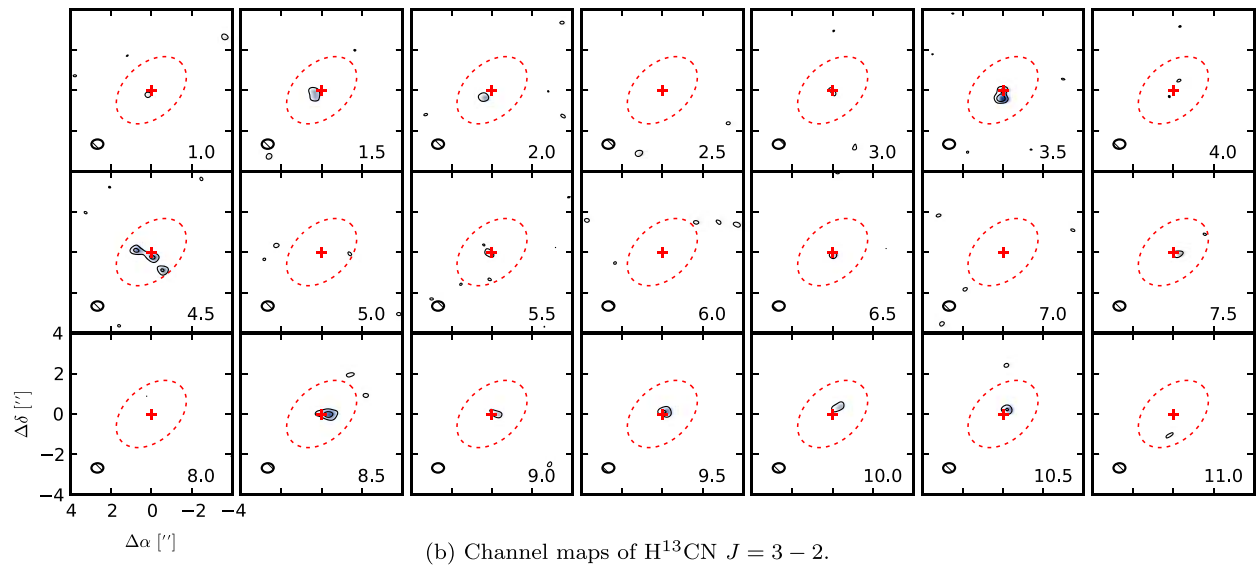 1.0 1.5 2.0 2.5 3.0 3.5 4.0
4.5 5.0 5.5 6.0 6.5 7.0 7.5
4
2
0
−2
−4
Δδ [′′]
8.0 8.5 9.0 9.5 10.0 10.5 11.0
4 2 0 −2 −4
Δα [′′]
(b) Channel maps of H¹³CN J = 3 − 2.